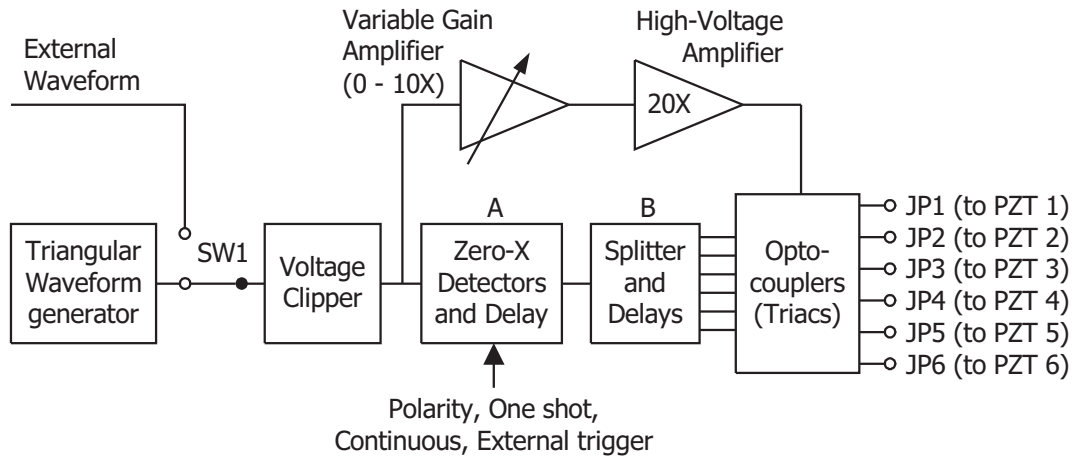 External
Waveform
Variable Gain
Amplifier
(0 - 10X)
High-Voltage
Amplifier
20X
A
B
Triangular
Waveform
generator
SW1
Voltage
Clipper
Zero-X
Detectors
and Delay
Splitter
and
Delays
Opto-
couplers
(Triacs)
JP1 (to PZT 1)
JP2 (to PZT 2)
JP3 (to PZT 3)
JP4 (to PZT 4)
JP5 (to PZT 5)
JP6 (to PZT 6)
Polarity, One shot,
Continuous, External trigger